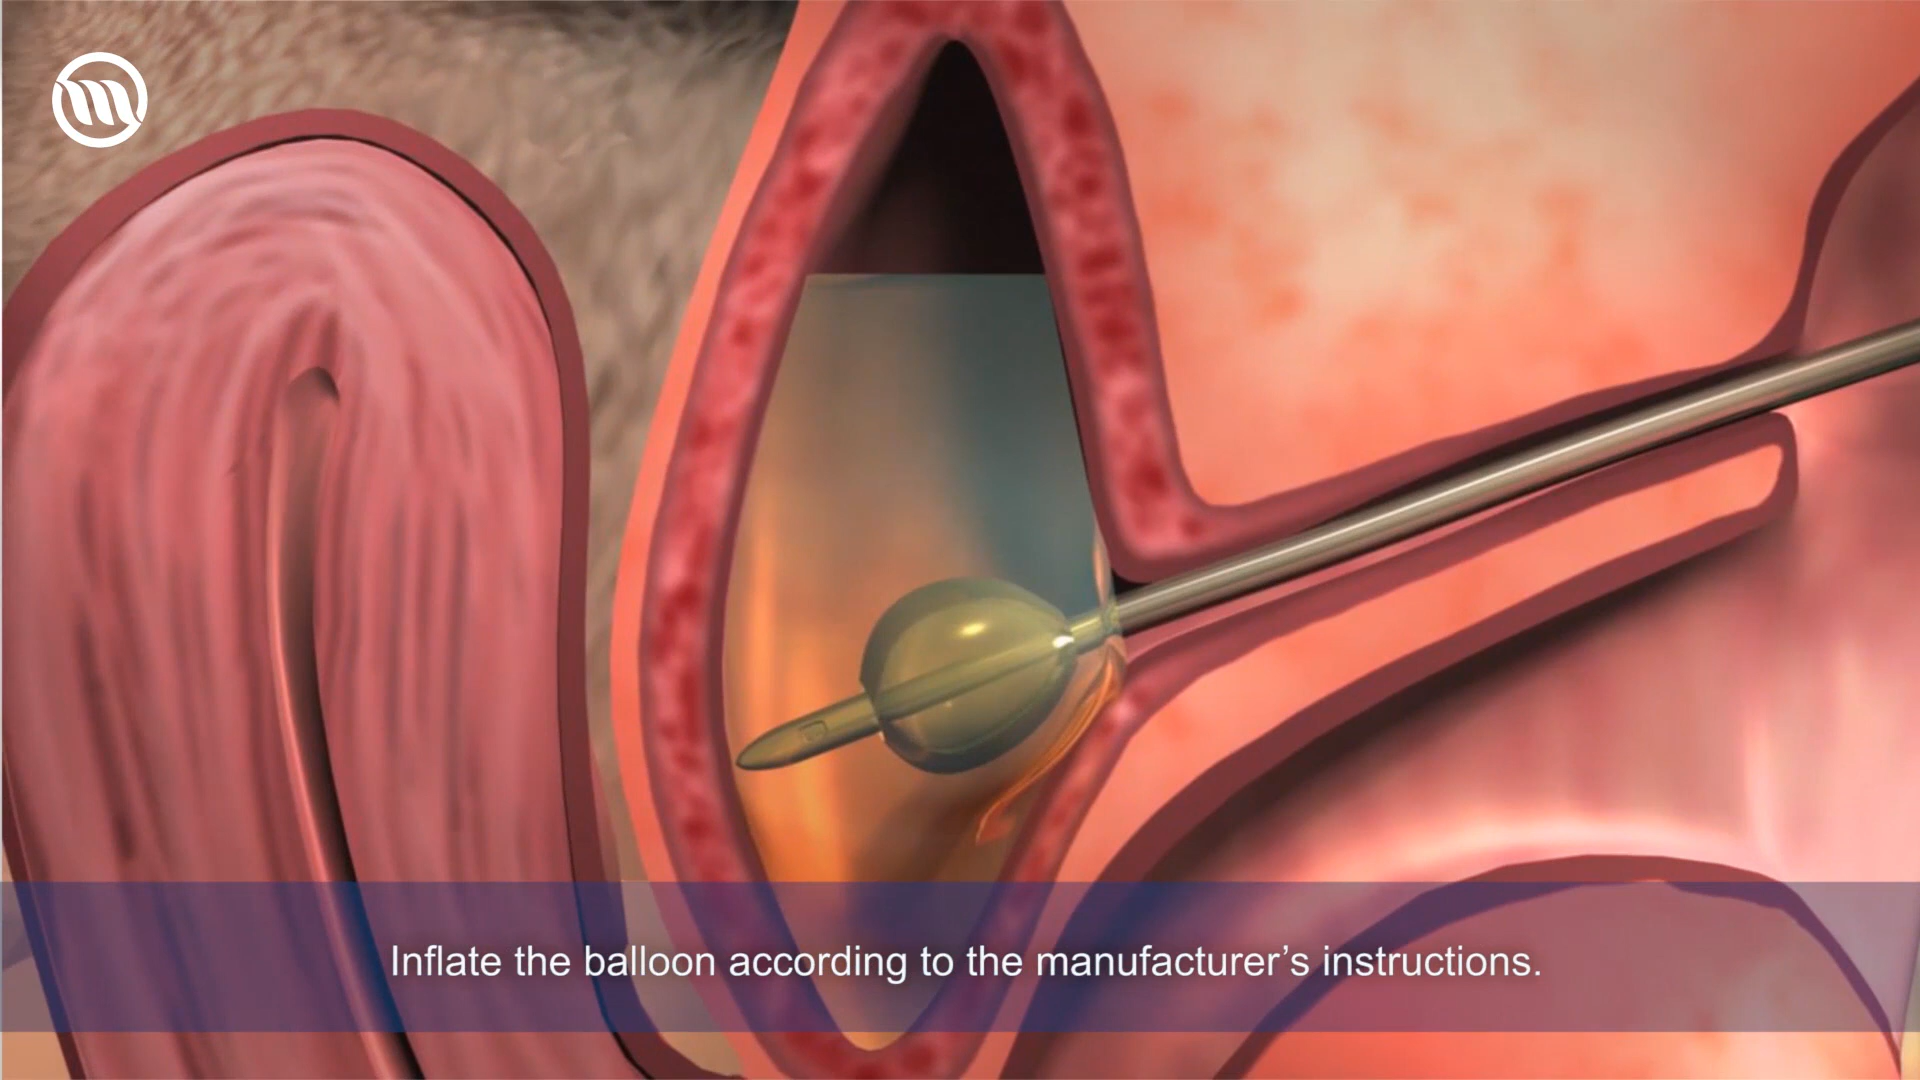 Inflate the balloon according to the manufacturer’s instructions.